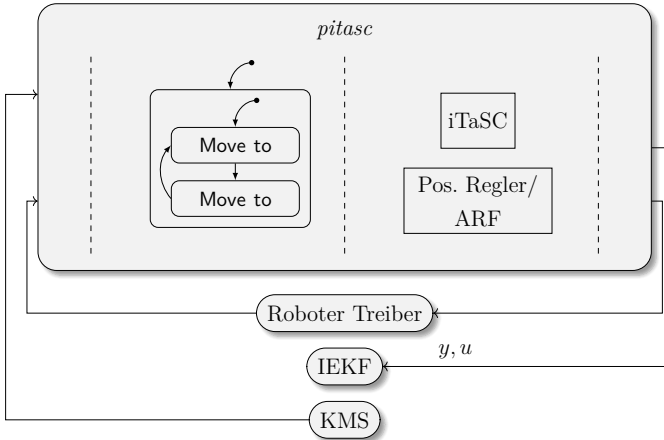 pitasc
Move to
Move to
iTaSC
Pos. Regler/
ARF
Roboter Treiber
y, u
IEKF
KMS